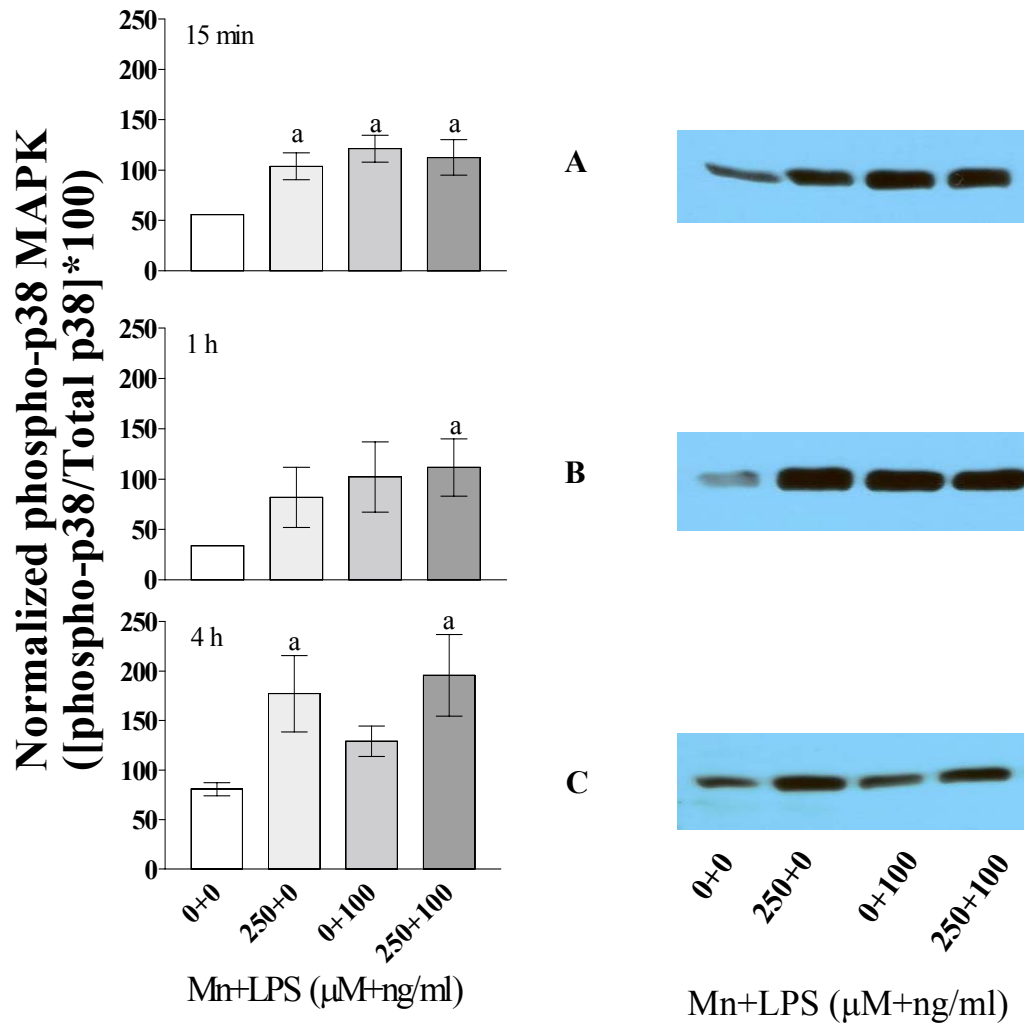 Normalized phospho-p38 MAPK
([phospho-p38/Total p38]*100)
15 min
250
200
150
100
50
0
a
a
a
A
1 h
250
200
150
100
50
0
a
B
4 h
250
200
150
100
50
0
a
a
C
0+0
250+0
0+100
250+100
Mn+LPS (μM+ng/ml)
0+0
250+0
0+100
250+100
Mn+LPS (μM+ng/ml)